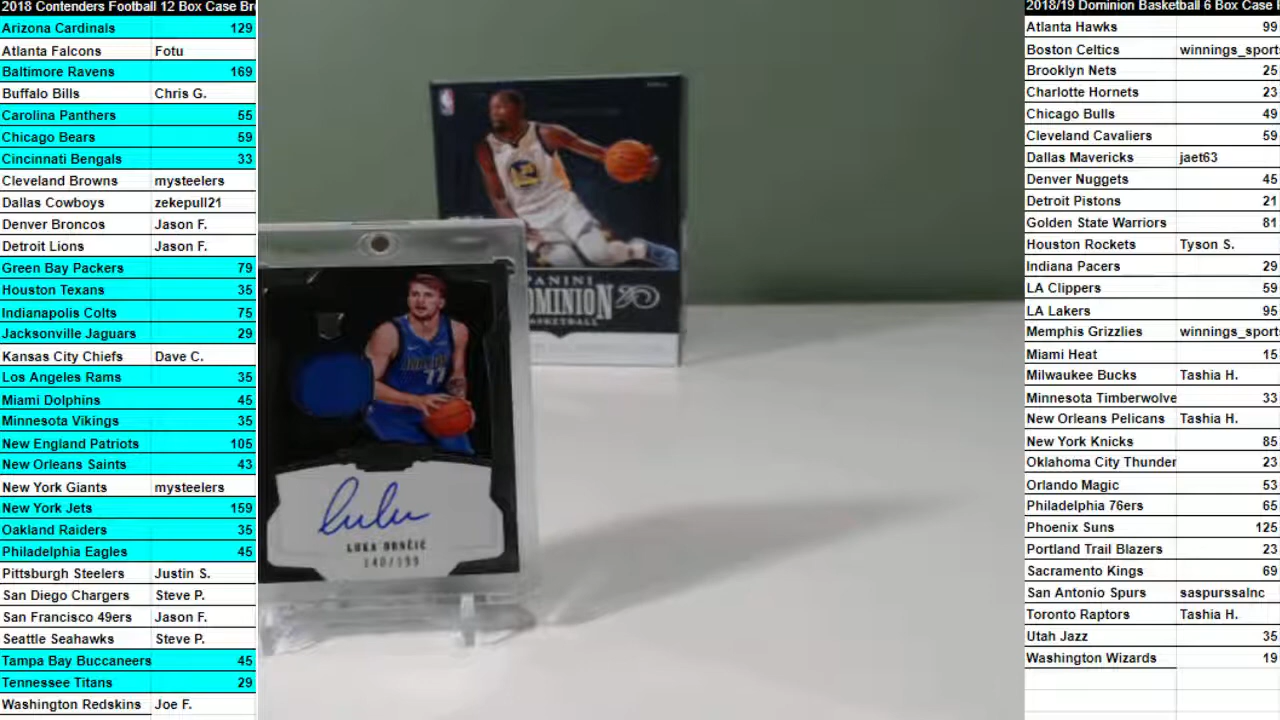 2018 Contenders Football 12 Box Case Br
Arizona Cardinals 129
Atlanta Falcons Fotu
Baltimore Ravens 169
Buffalo Bills Chris G.
Carolina Panthers 55
Chicago Bears 59
Cincinnati Bengals 33
Cleveland Browns mysteelers
Dallas Cowboys zekepull21
Denver Broncos Jason F.
Detroit Lions Jason F.
Green Bay Packers 79
Houston Texans 35
Indianapolis Colts 75
Jacksonville Jaguars 29
Kansas City Chiefs Dave C.
Los Angeles Rams 35
Miami Dolphins 45
Minnesota Vikings 35
New England Patriots 105
New Orleans Saints 43
New York Giants mysteelers
New York Jets 159
Oakland Raiders 35
Philadelphia Eagles 45
Pittsburgh Steelers Justin S.
San Diego Chargers Steve P.
San Francisco 49ers Jason F.
Seattle Seahawks Steve P.
Tampa Bay Buccaneers 45
Tennessee Titans 29
Washington Redskins Joe F.
PANINI
DOMINION
BASKETBALL
77
LUKA DONČIĆ
140/199
2018/19 Dominion Basketball 6 Box Case
Atlanta Hawks 99
Boston Celtics winnings_sport
Brooklyn Nets 25
Charlotte Hornets 23
Chicago Bulls 49
Cleveland Cavaliers 59
Dallas Mavericks jaet63
Denver Nuggets 45
Detroit Pistons 21
Golden State Warriors 81
Houston Rockets Tyson S.
Indiana Pacers 29
LA Clippers 59
LA Lakers 95
Memphis Grizzlies winnings_sport
Miami Heat 15
Milwaukee Bucks Tashia H.
Minnesota Timberwolve 33
New Orleans Pelicans Tashia H.
New York Knicks 85
Oklahoma City Thunder 23
Orlando Magic 53
Philadelphia 76ers 65
Phoenix Suns 125
Portland Trail Blazers 23
Sacramento Kings 69
San Antonio Spurs saspurssalnc
Toronto Raptors Tashia H.
Utah Jazz 35
Washington Wizards 19